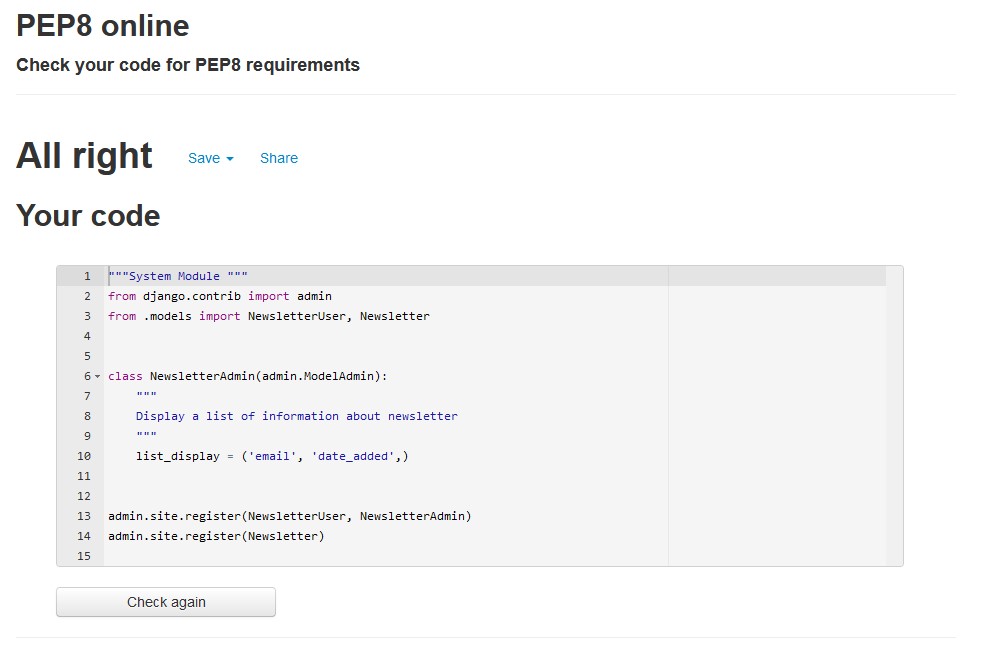 PEP8 online
Check your code for PEP8 requirements
All right Save Share
Your code
1 """System Module """
2 from django.contrib import admin
3 from .models import NewsletterUser, Newsletter
4
5
6 class NewsletterAdmin(admin.ModelAdmin):
7     """
8     Display a list of information about newsletter
9     """
10     list_display = ('email', 'date_added',)
11
12
13 admin.site.register(NewsletterUser, NewsletterAdmin)
14 admin.site.register(Newsletter)
15
Check again